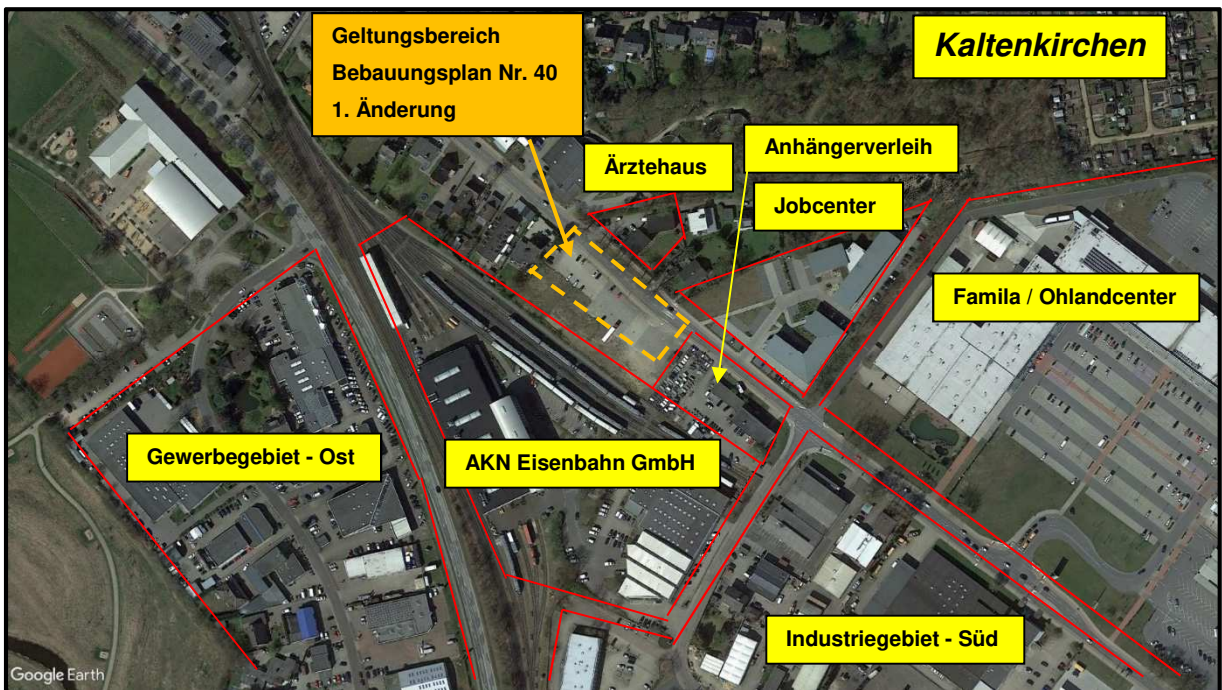 Geltungsbereich
Bebauungsplan Nr. 40
1. Änderung
Kaltenkirchen
Anhängerverleih
Ärztehaus
Jobcenter
Famila / Ohlandcenter
Gewerbegebiet - Ost
AKN Eisenbahn GmbH
Industriegebiet - Süd
Google Earth